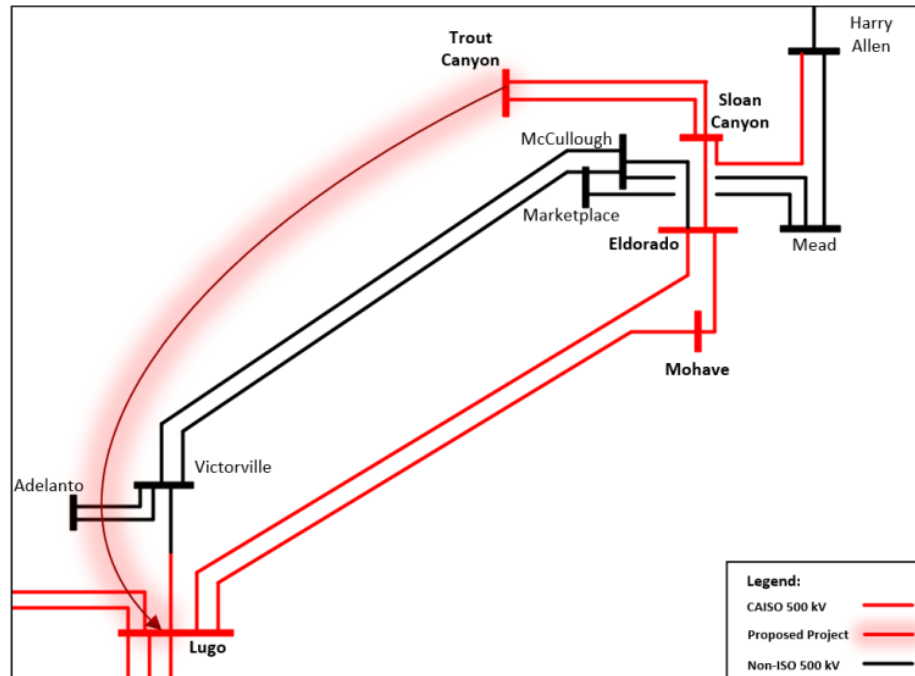 Harry
Allen
Trout
Canyon
Sloan
Canyon
McCullough
Marketplace
Eldorado
Mead
Mohave
Victorville
Adelanto
Lugo
Legend:
CAISO 500 kV
Proposed Project
Non-ISO 500 kV